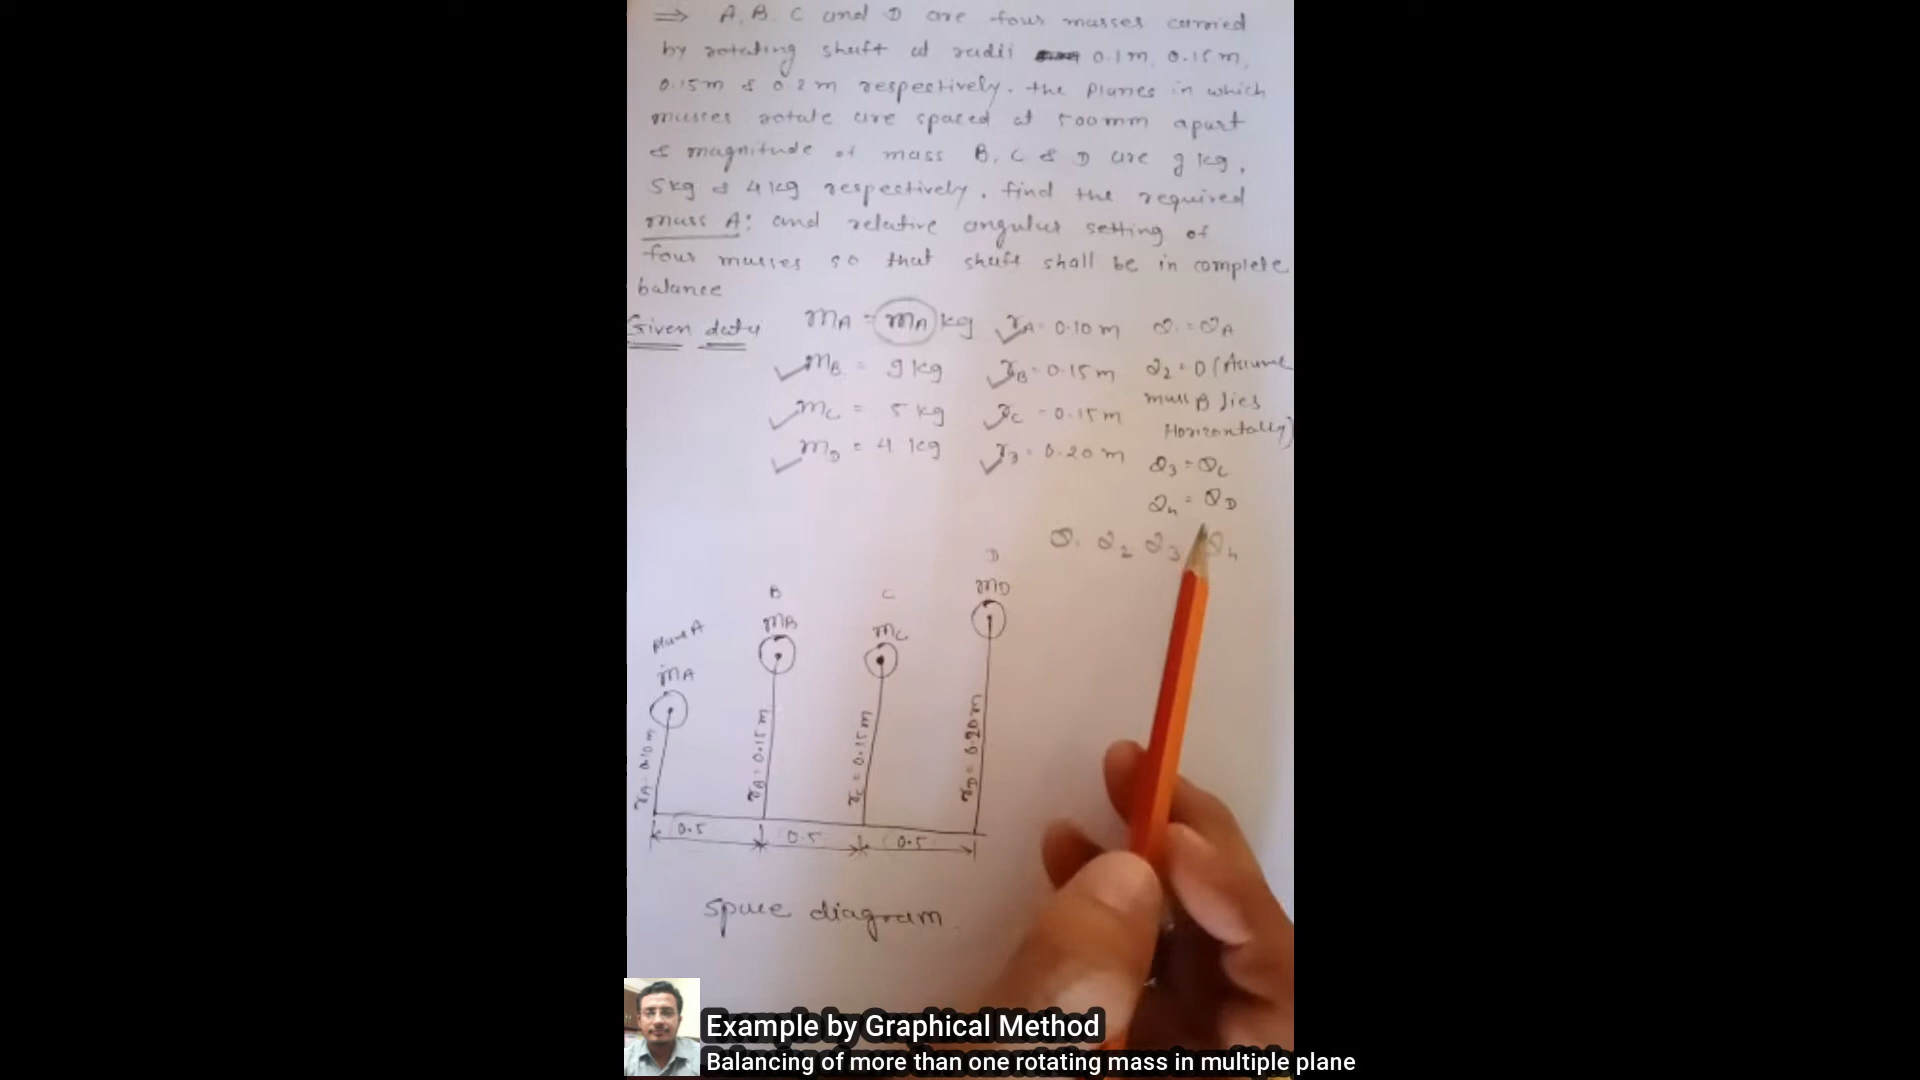 ⇒ A, B, C and D are four masses carried
by rotating shaft at radii 0.1m, 0.15m,
0.15m & 0.2m respectively. the planes in which
masses rotate are spaced at 500mm apart
& magnitude of mass B, C & D are 9 kg,
5kg & 4kg respectively. find the required
mass A: and relative angular setting of
four masses so that shaft shall be in complete
balance
Given data
mA = mA kg rA = 0.10 m θ1 = θA
mB = 9 kg rB = 0.15 m θ2 = 0 (Assume
mass B lies
Horizontally)
mC = 5 kg rC = 0.15 m
mD = 4 kg r3 = 0.20 m θ3 = θC
θ4 = θD
θ1 θ2 θ3 θ4
Plane A B C D
mA mB mC mD
rA = 0.10 m rB = 0.15 m rC = 0.15 m rD = 0.20 m
0.5 0.5 0.5
space diagram.
Example by Graphical Method
Balancing of more than one rotating mass in multiple plane